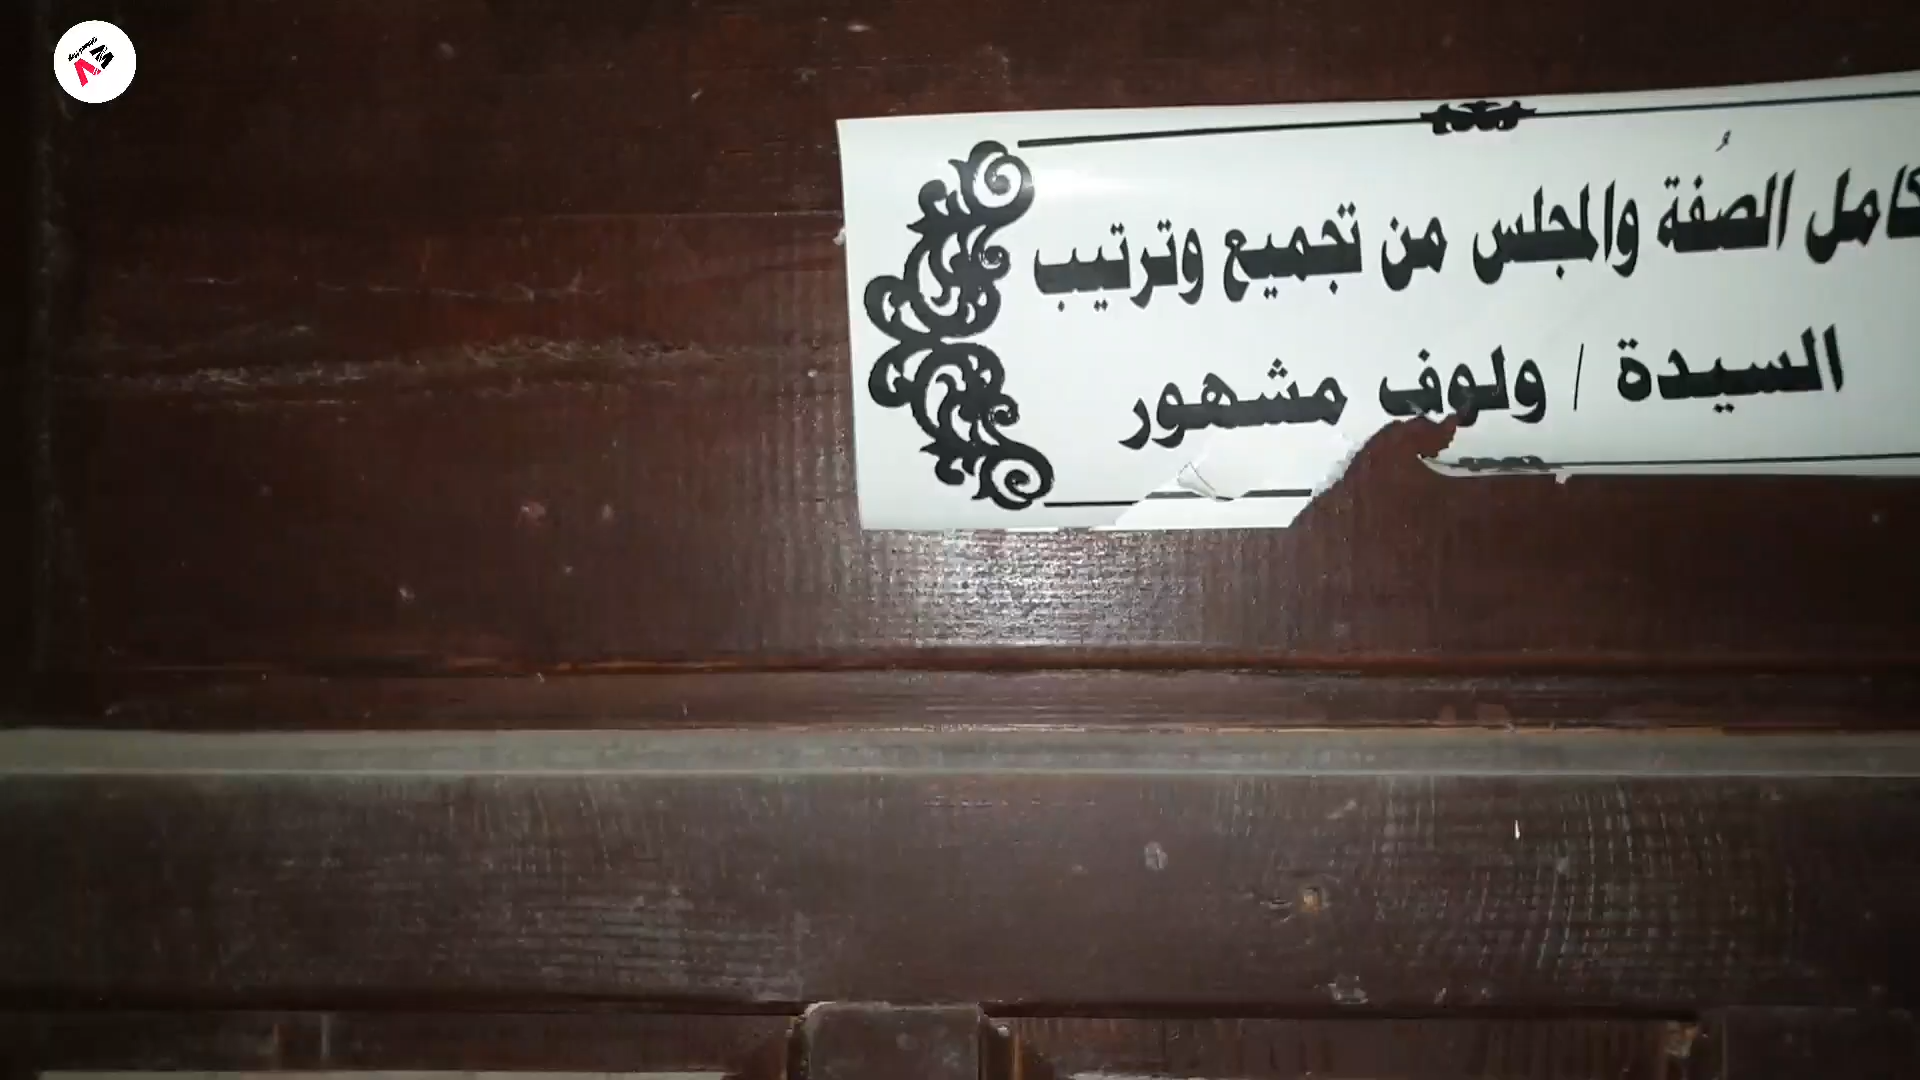 كامل الصُفة والمجلس من تجميع وترتيب
السيدة / ولوف مشهور